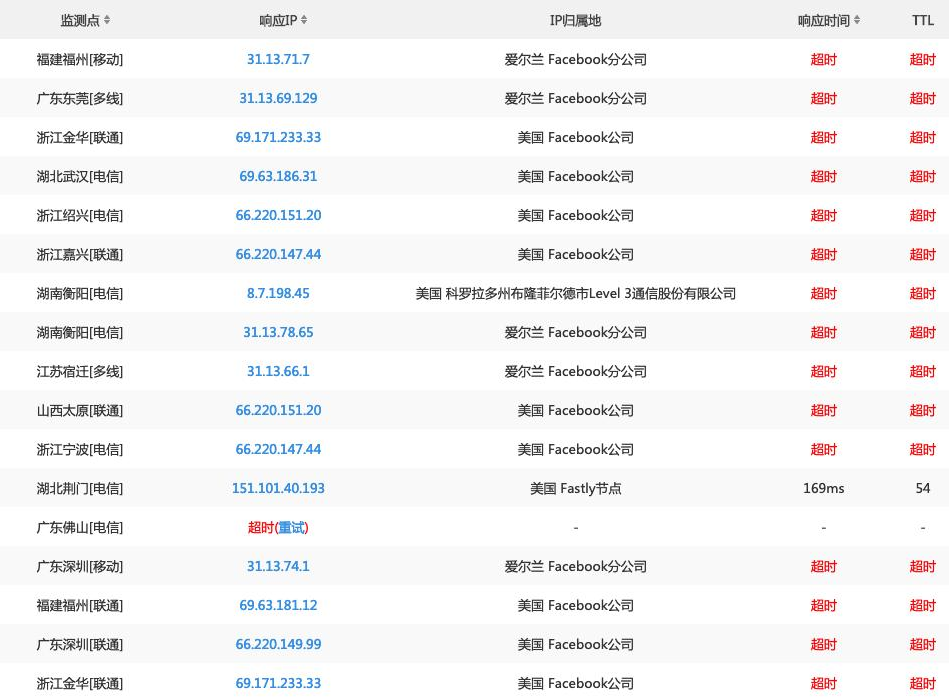 监测点 响应IP IP归属地 响应时间 TTL
福建福州[移动] 31.13.71.7 爱尔兰 Facebook分公司 超时 超时
广东东莞[多线] 31.13.69.129 爱尔兰 Facebook分公司 超时 超时
浙江金华[联通] 69.171.233.33 美国 Facebook公司 超时 超时
湖北武汉[电信] 69.63.186.31 美国 Facebook公司 超时 超时
浙江绍兴[电信] 66.220.151.20 美国 Facebook公司 超时 超时
浙江嘉兴[联通] 66.220.147.44 美国 Facebook公司 超时 超时
湖南衡阳[电信] 8.7.198.45 美国 科罗拉多州布隆菲尔德市Level 3通信股份有限公司 超时 超时
湖南衡阳[电信] 31.13.78.65 爱尔兰 Facebook分公司 超时 超时
江苏宿迁[多线] 31.13.66.1 爱尔兰 Facebook分公司 超时 超时
山西太原[联通] 66.220.151.20 美国 Facebook公司 超时 超时
浙江宁波[电信] 66.220.147.44 美国 Facebook公司 超时 超时
湖北荆门[电信] 151.101.40.193 美国 Fastly节点 169ms 54
广东佛山[电信] 超时(重试) - - -
广东深圳[移动] 31.13.74.1 爱尔兰 Facebook分公司 超时 超时
福建福州[联通] 69.63.181.12 美国 Facebook公司 超时 超时
广东深圳[联通] 66.220.149.99 美国 Facebook公司 超时 超时
浙江金华[联通] 69.171.233.33 美国 Facebook公司 超时 超时